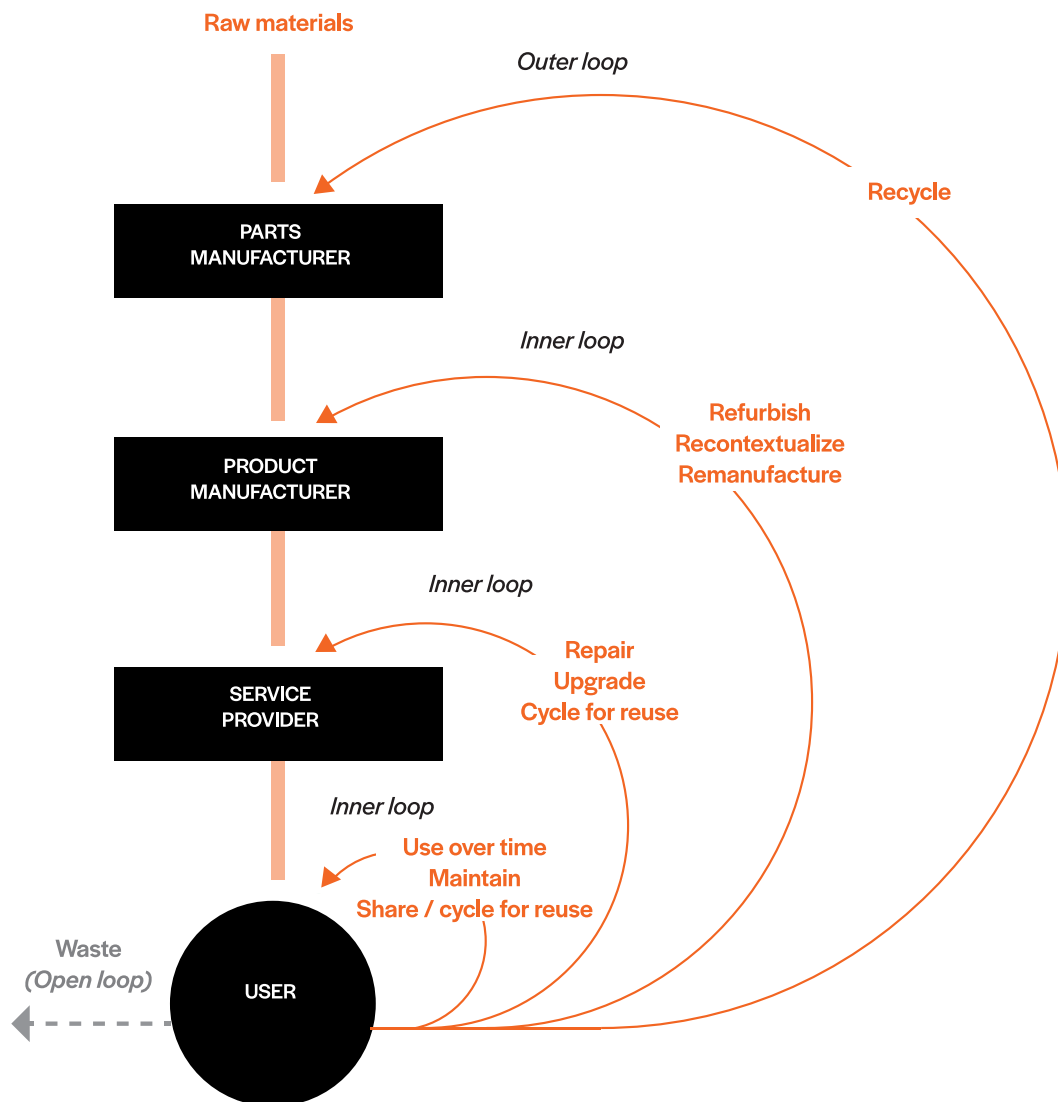 Raw materials
Outer loop
Recycle
PARTS
MANUFACTURER
Inner loop
Refurbish
Recontextualize
Remanufacture
PRODUCT
MANUFACTURER
Inner loop
Repair
Upgrade
Cycle for reuse
SERVICE
PROVIDER
Inner loop
Use over time
Maintain
Share / cycle for reuse
Waste
(Open loop)
USER